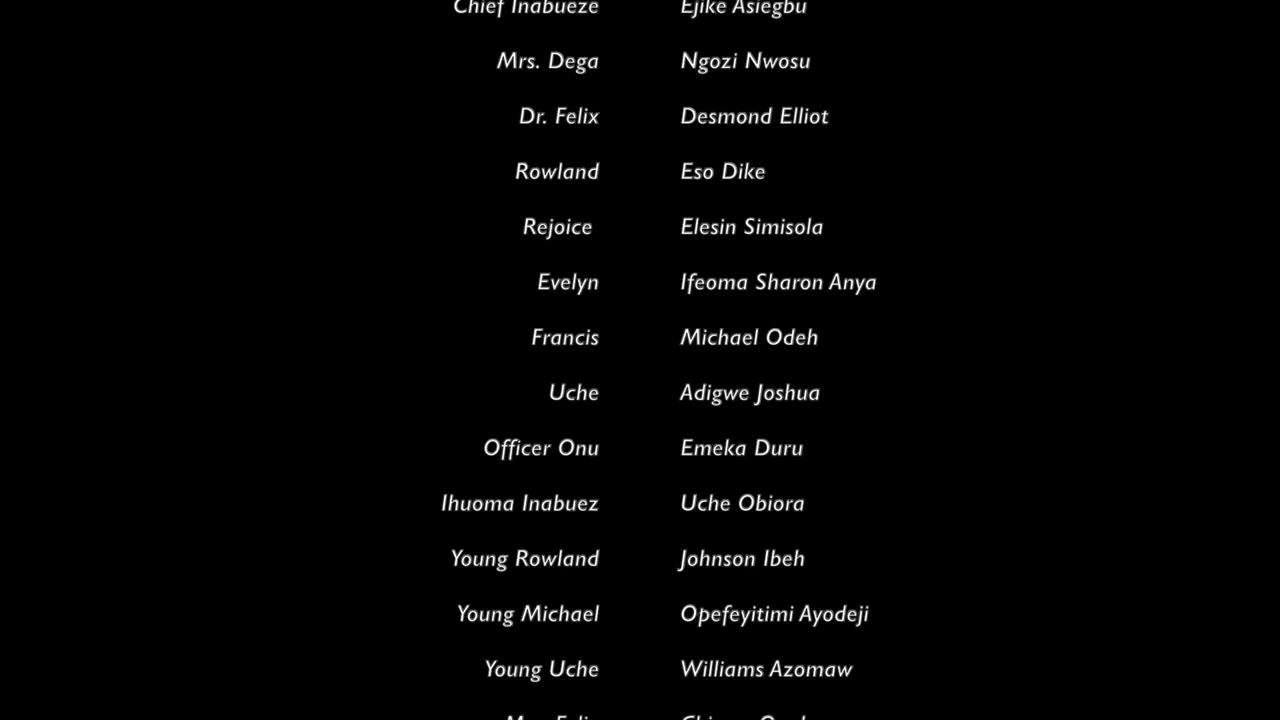 Chief Inabueze Ejike Asiegbu
Mrs. Dega Ngozi Nwosu
Dr. Felix Desmond Elliot
Rowland Eso Dike
Rejoice Elesin Simisola
Evelyn Ifeoma Sharon Anya
Francis Michael Odeh
Uche Adigwe Joshua
Officer Onu Emeka Duru
Ihuoma Inabuez Uche Obiora
Young Rowland Johnson Ibeh
Young Michael Opefeyitimi Ayodeji
Young Uche Williams Azomaw